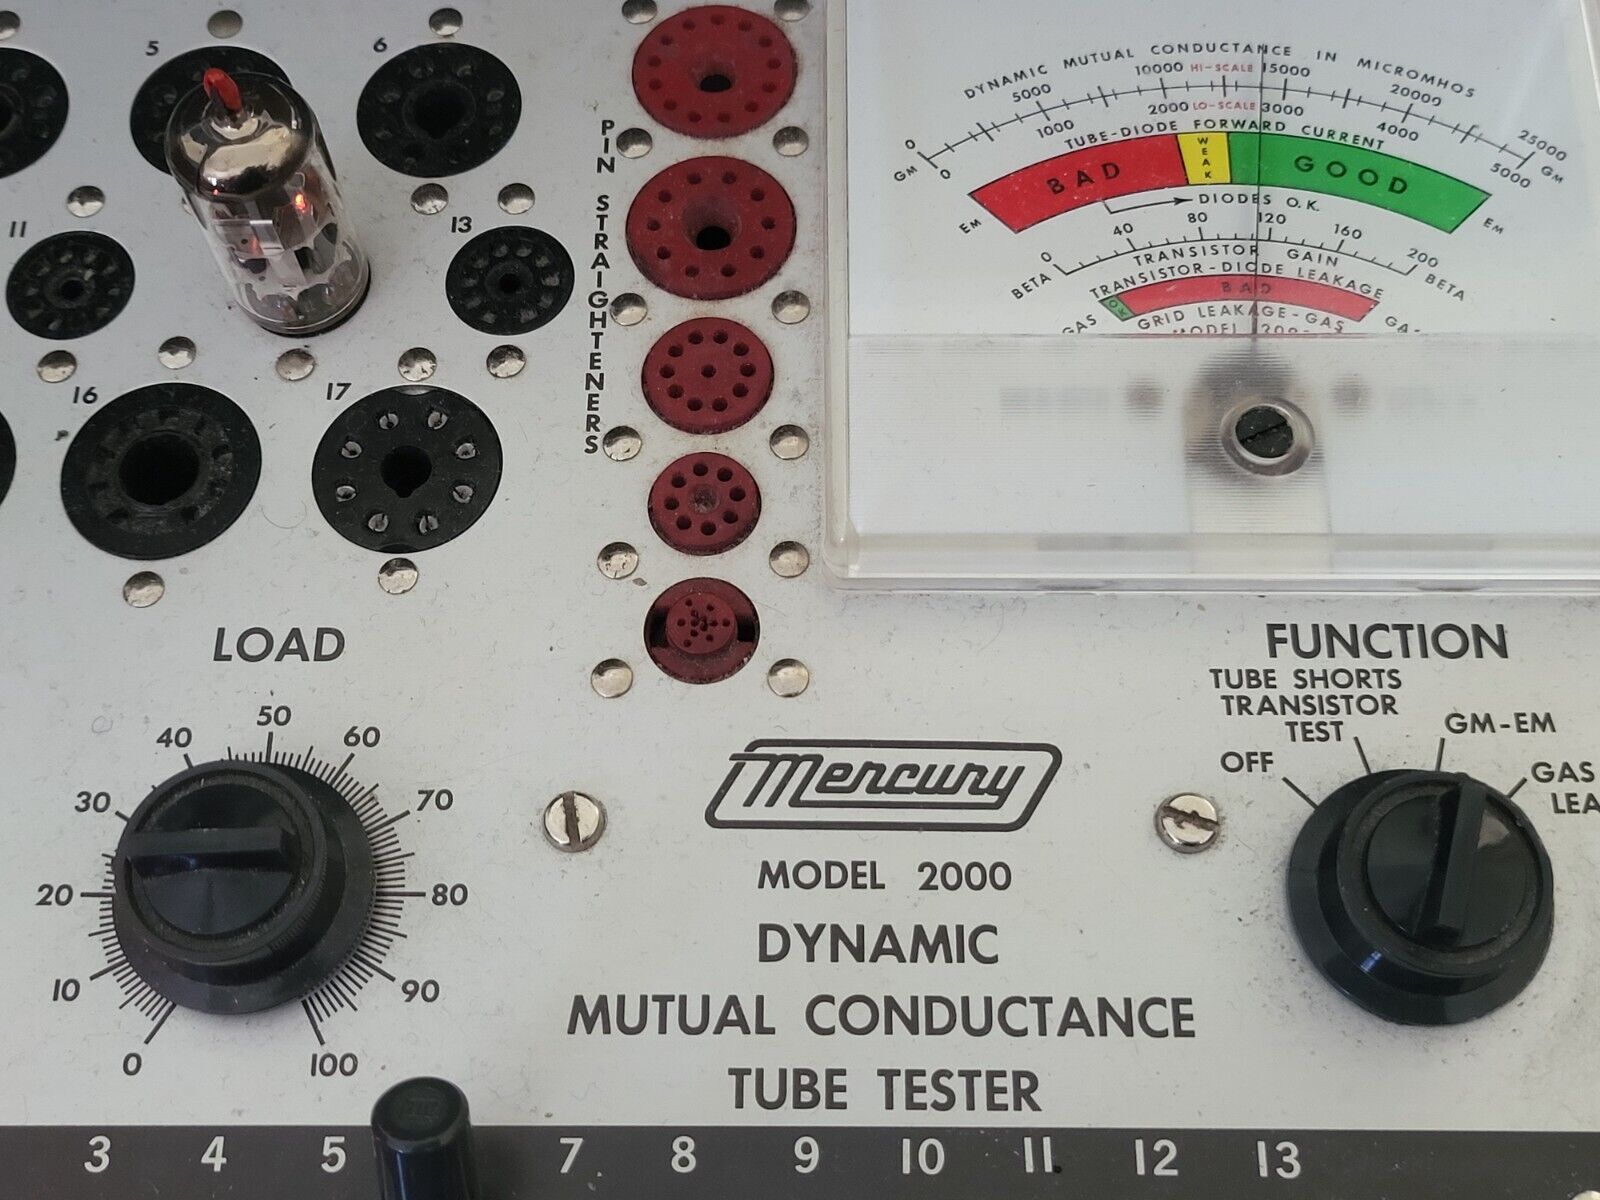 5
6
11
13
16
17
PIN STRAIGHTENERS
DYNAMIC MUTUAL CONDUCTANCE IN MICROMHOS
0 5000 10000 HI-SCALE 15000 20000 25000
GM 0 1000 2000 LO-SCALE 3000 4000 5000 GM
TUBE-DIODE FORWARD CURRENT
BAD WEAK GOOD
EM DIODES O.K. EM
0 40 80 120 160 200
BETA TRANSISTOR GAIN BETA
TRANSISTOR-DIODE LEAKAGE
OK BAD
GAS GRID LEAKAGE-GAS GA
MODEL
LOAD
0
10
20
30
40
50
60
70
80
90
100
Mercury
MODEL 2000
DYNAMIC
MUTUAL CONDUCTANCE
TUBE TESTER
FUNCTION
TUBE SHORTS
TRANSISTOR
TEST
OFF
GM-EM
GAS
LEA
3 4 5 7 8 9 10 11 12 13